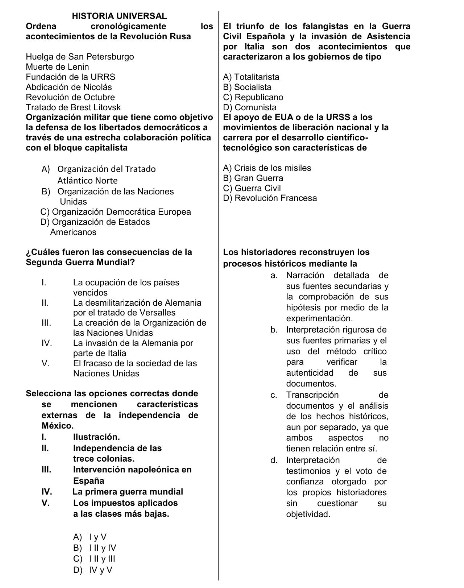 HISTORIA UNIVERSAL
Ordena cronológicamente los
acontecimientos de la Revolución Rusa
Huelga de San Petersburgo
Muerte de Lenin
Fundación de la URRS
Abdicación de Nicolás
Revolución de Octubre
Tratado de Brest Litovsk
Organización militar que tiene como objetivo
la defensa de los libertados democráticos a
través de una estrecha colaboración política
con el bloque capitalista
A) Organización del Tratado
Atlántico Norte
B) Organización de las Naciones
Unidas
C) Organización Democrática Europea
D) Organización de Estados
Americanos
¿Cuáles fueron las consecuencias de la
Segunda Guerra Mundial?
I. La ocupación de los países
vencidos
II. La desmilitarización de Alemania
por el tratado de Versalles
III. La creación de la Organización de
las Naciones Unidas
IV. La invasión de la Alemania por
parte de Italia
V. El fracaso de la sociedad de las
Naciones Unidas
Selecciona las opciones correctas donde
se mencionen características
externas de la independencia de
México.
I. Ilustración.
II. Independencia de las
trece colonias.
III. Intervención napoleónica en
España
IV. La primera guerra mundial
V. Los impuestos aplicados
a las clases más bajas.
A) I y V
B) I II y IV
C) I II y III
D) IV y V
El triunfo de los falangistas en la Guerra
Civil Española y la invasión de Asistencia
por Italia son dos acontecimientos que
caracterizaron a los gobiernos de tipo
A) Totalitarista
B) Socialista
C) Republicano
D) Comunista
El apoyo de EUA o de la URSS a los
movimientos de liberación nacional y la
carrera por el desarrollo científico-
tecnológico son características de
A) Crisis de los misiles
B) Gran Guerra
C) Guerra Civil
D) Revolución Francesa
Los historiadores reconstruyen los
procesos históricos mediante la
a. Narración detallada de
sus fuentes secundarias y
la comprobación de sus
hipótesis por medio de la
experimentación.
b. Interpretación rigurosa de
sus fuentes primarias y el
uso del método crítico
para verificar la
autenticidad de sus
documentos.
c. Transcripción de
documentos y el análisis
de los hechos históricos,
aun por separado, ya que
ambos aspectos no
tienen relación entre sí.
d. Interpretación de
testimonios y el voto de
confianza otorgado por
los propios historiadores
sin cuestionar su
objetividad.